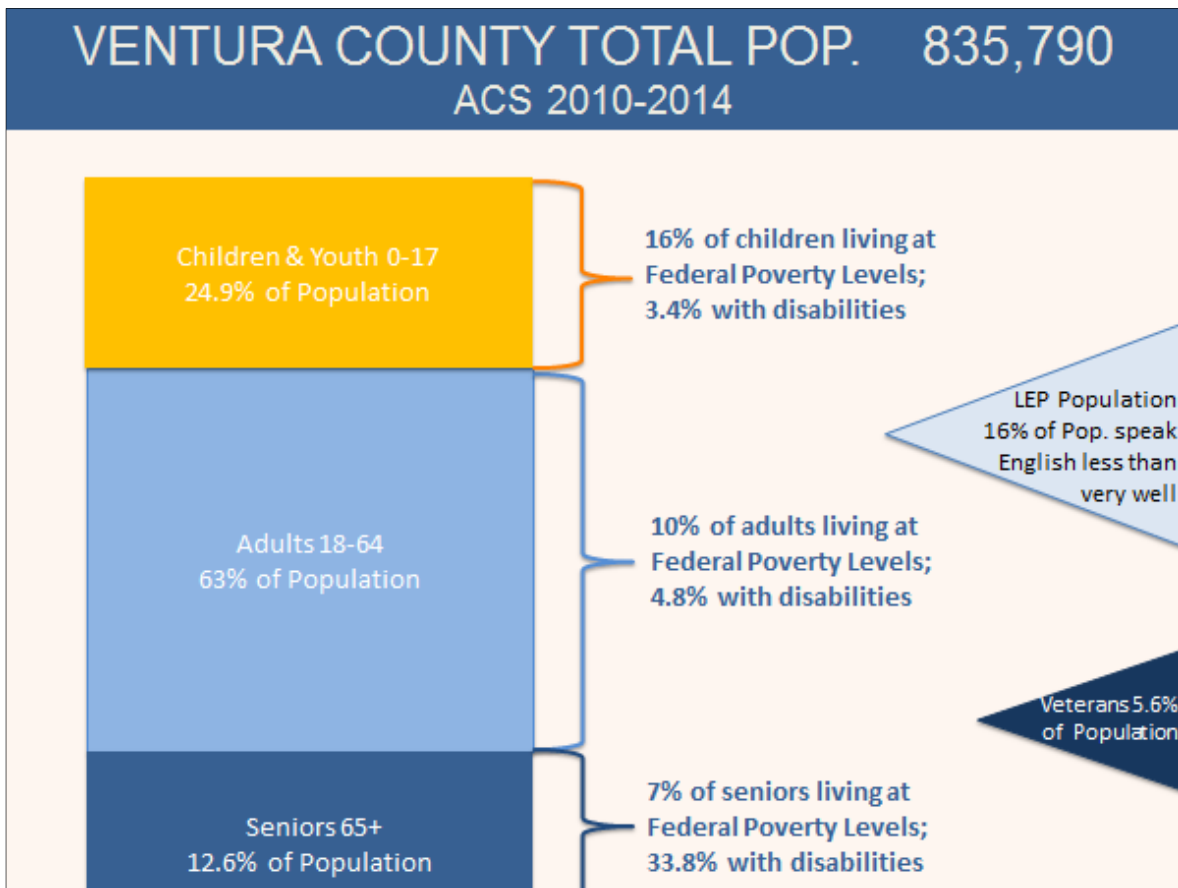 VENTURA COUNTY TOTAL POP. 835,790
ACS 2010-2014
Children & Youth 0-17
24.9% of Population
16% of children living at
Federal Poverty Levels;
3.4% with disabilities
LEP Population
16% of Pop. speak
English less than
very well
Adults 18-64
63% of Population
10% of adults living at
Federal Poverty Levels;
4.8% with disabilities
Veterans 5.6%
of Population
Seniors 65+
12.6% of Population
7% of seniors living at
Federal Poverty Levels;
33.8% with disabilities